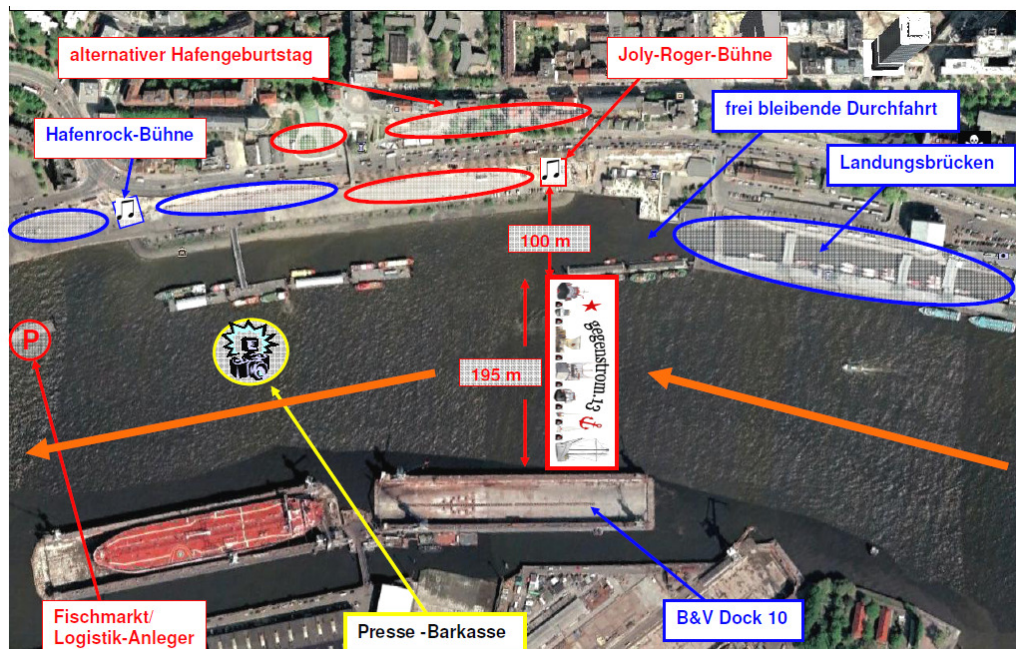 alternativer Hafengeburtstag
Joly-Roger-Bühne
frei bleibende Durchfahrt
Hafenrock-Bühne
Landungsbrücken
100 m
gegenstrom.13
P
195 m
Fischmarkt/
Logistik-Anleger
Presse -Barkasse
B&V Dock 10